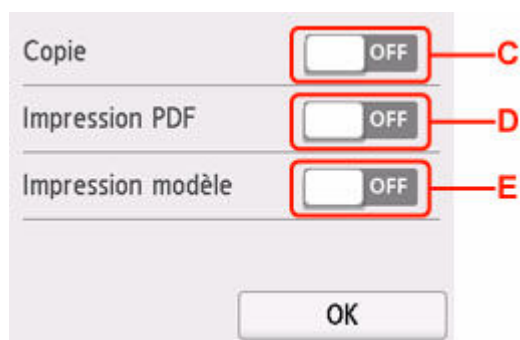 Copie OFF C
Impression PDF OFF D
Impression modèle OFF E
OK